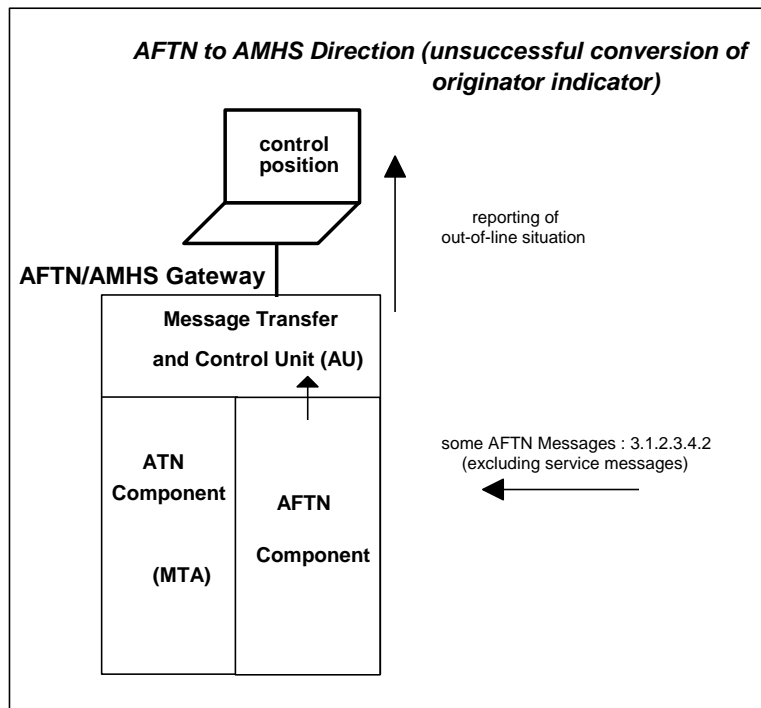 AFTN to AMHS Direction (unsuccessful conversion of
originator indicator)
control
position
reporting of
out-of-line situation
AFTN/AMHS Gateway
Message Transfer
and Control Unit (AU)
some AFTN Messages : 3.1.2.3.4.2
(excluding service messages)
ATN
Component
(MTA)
AFTN
Component